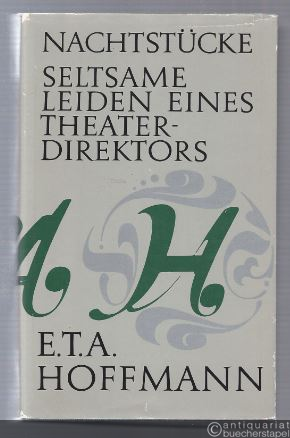 NACHTSTÜCKE
SELTSAME
LEIDEN EINES
THEATER-
DIREKTORS
A H
E.T.A.
HOFFMANN
antiquariat
buecherstapel